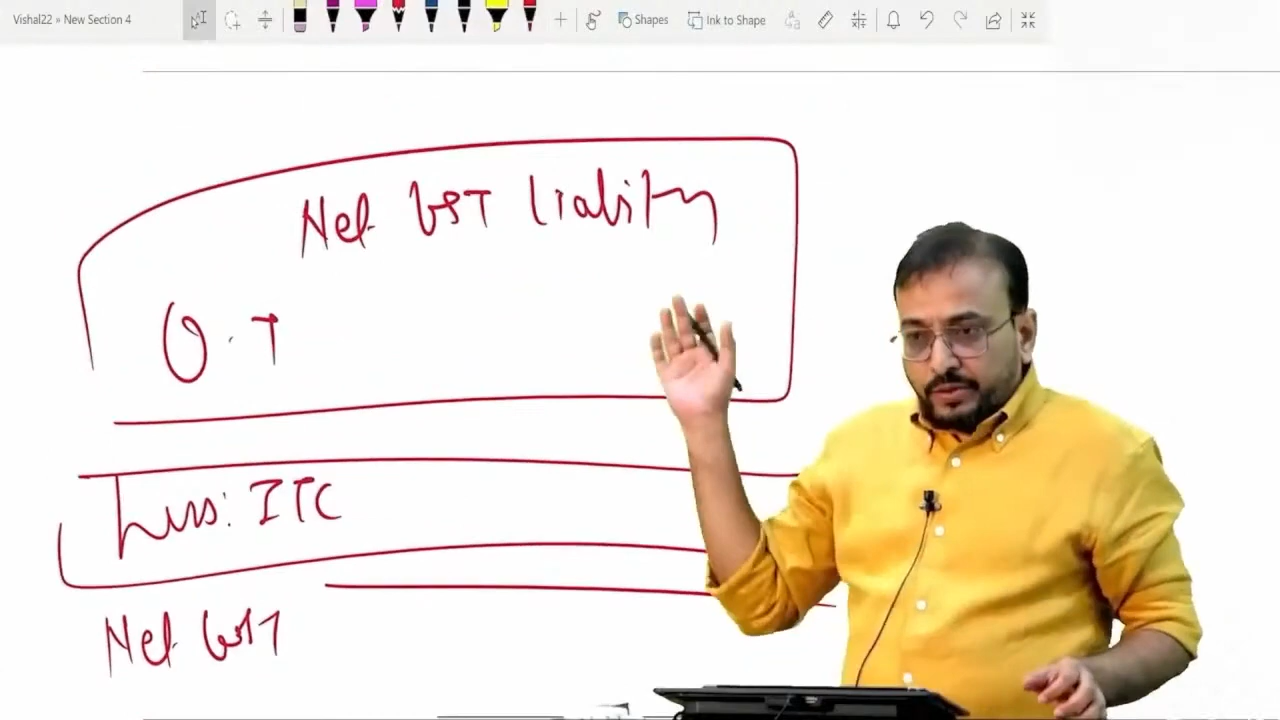 Vishal22 » New Section 4
Shapes
Ink to Shape
Net GST liability
O.T
Less: ITC
Net GST